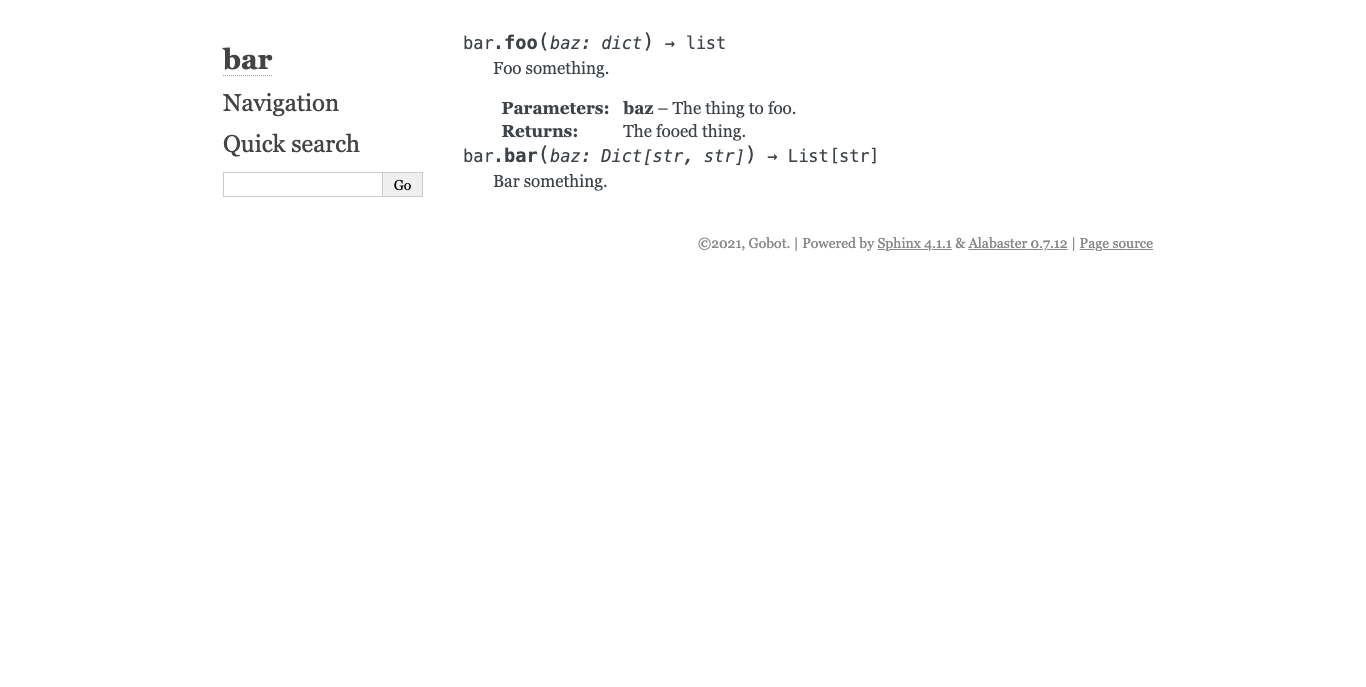 bar
Navigation
Quick search
Go
bar.foo(baz: dict) → list
Foo something.
Parameters: baz – The thing to foo.
Returns: The fooed thing.
bar.bar(baz: Dict[str, str]) → List[str]
Bar something.
©2021, Gobot. | Powered by Sphinx 4.1.1 & Alabaster 0.7.12 | Page source